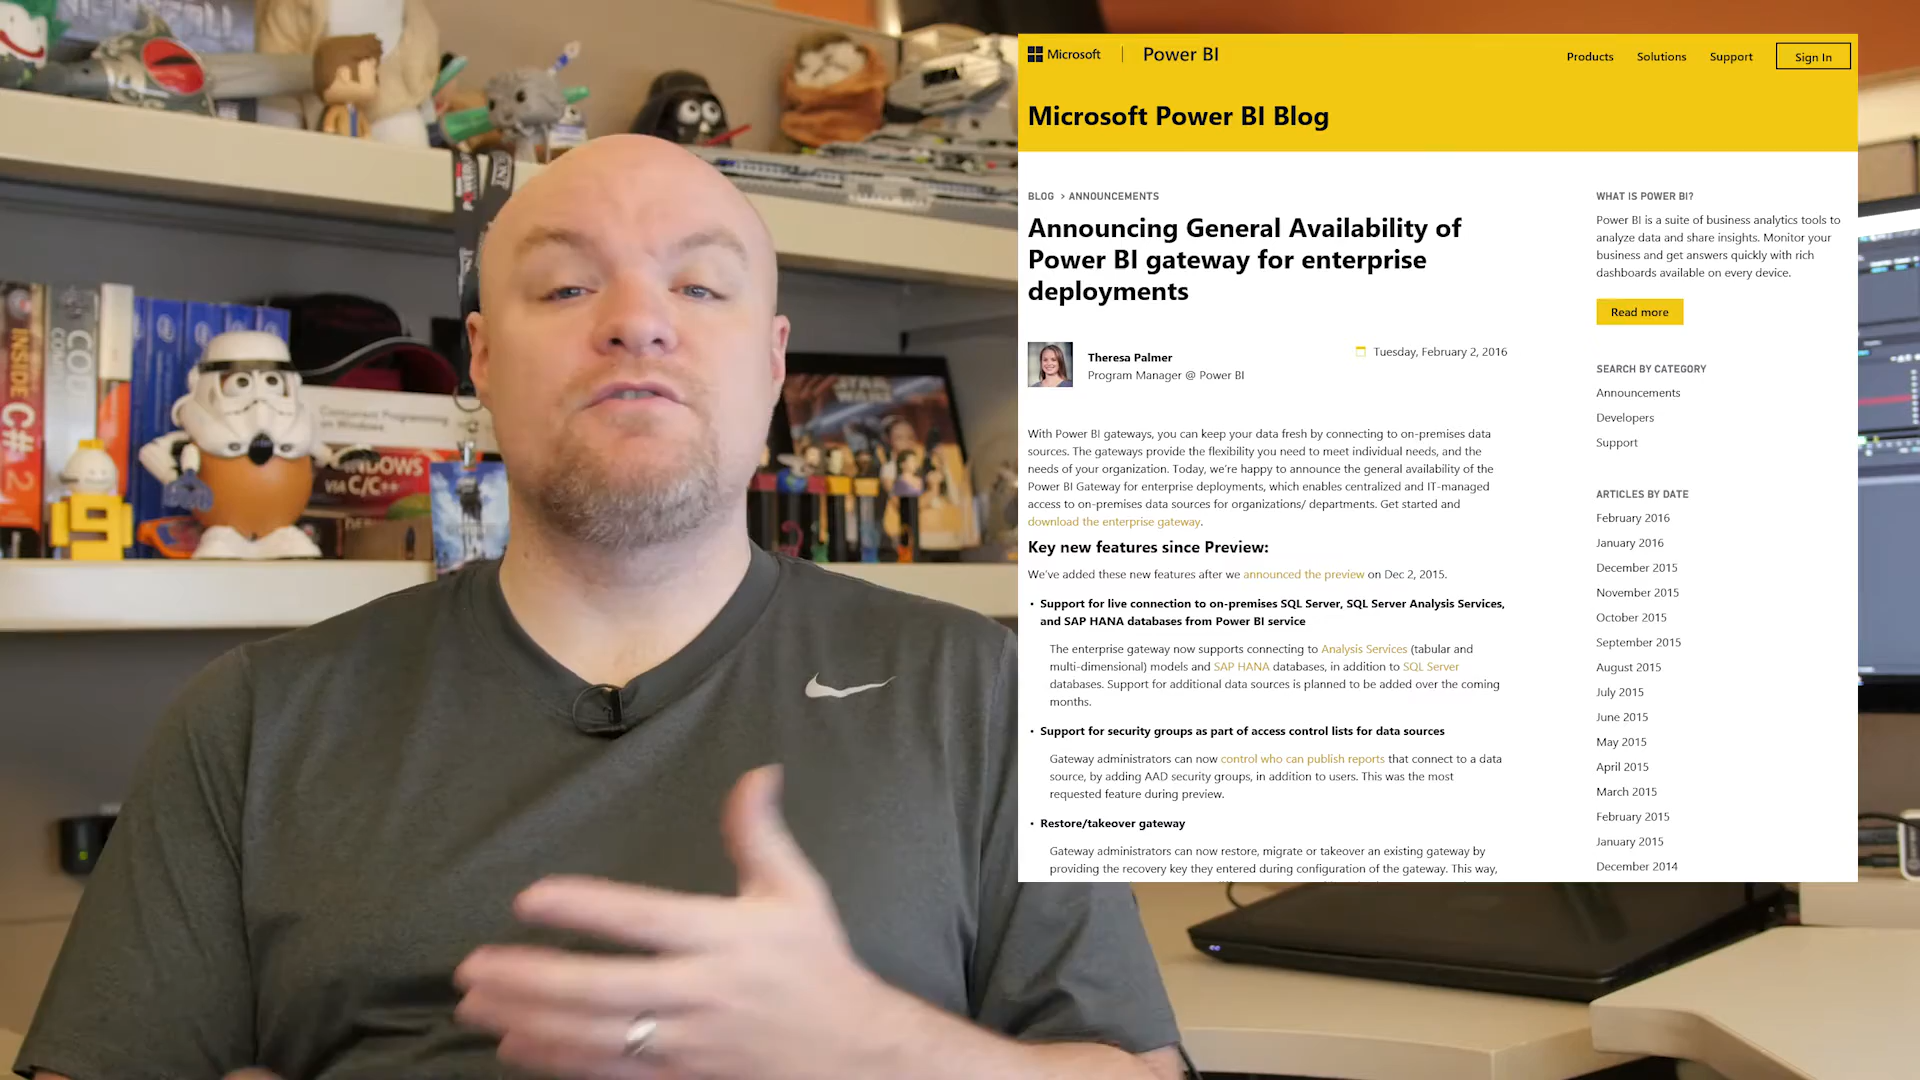 INSIDE C# 2
Concurrent Programming
on Windows
WINDOWS
VIA C/C++
STAR
WARS
Microsoft | Power BI
Products Solutions Support Sign In
Microsoft Power BI Blog
BLOG > ANNOUNCEMENTS
Announcing General Availability of
Power BI gateway for enterprise
deployments
Theresa Palmer
Program Manager @ Power BI
Tuesday, February 2, 2016
With Power BI gateways, you can keep your data fresh by connecting to on-premises data
sources. The gateways provide the flexibility you need to meet individual needs, and the
needs of your organization. Today, we're happy to announce the general availability of the
Power BI Gateway for enterprise deployments, which enables centralized and IT-managed
access to on-premises data sources for organizations/ departments. Get started and
download the enterprise gateway.
Key new features since Preview:
We've added these new features after we announced the preview on Dec 2, 2015.
• Support for live connection to on-premises SQL Server, SQL Server Analysis Services,
and SAP HANA databases from Power BI service
The enterprise gateway now supports connecting to Analysis Services (tabular and
multi-dimensional) models and SAP HANA databases, in addition to SQL Server
databases. Support for additional data sources is planned to be added over the coming
months.
• Support for security groups as part of access control lists for data sources
Gateway administrators can now control who can publish reports that connect to a data
source, by adding AAD security groups, in addition to users. This was the most
requested feature during preview.
• Restore/takeover gateway
Gateway administrators can now restore, migrate or takeover an existing gateway by
providing the recovery key they entered during configuration of the gateway. This way,
WHAT IS POWER BI?
Power BI is a suite of business analytics tools to
analyze data and share insights. Monitor your
business and get answers quickly with rich
dashboards available on every device.
Read more
SEARCH BY CATEGORY
Announcements
Developers
Support
ARTICLES BY DATE
February 2016
January 2016
December 2015
November 2015
October 2015
September 2015
August 2015
July 2015
June 2015
May 2015
April 2015
March 2015
February 2015
January 2015
December 2014